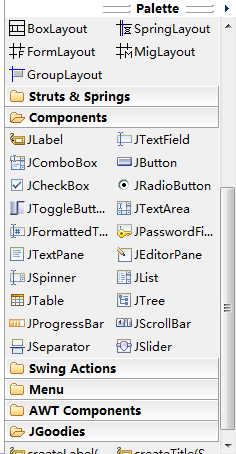 Palette
BoxLayout SpringLayout
FormLayout MigLayout
GroupLayout
Struts & Springs
Components
JLabel JTextField
JComboBox JButton
JCheckBox JRadioButton
JToggleButt... JTextArea
JFormattedT... JPasswordFi...
JTextPane JEditorPane
JSpinner JList
JTable JTree
JProgressBar JScrollBar
JSeparator JSlider
Swing Actions
Menu
AWT Components
JGoodies
createLabel( createTitle(S